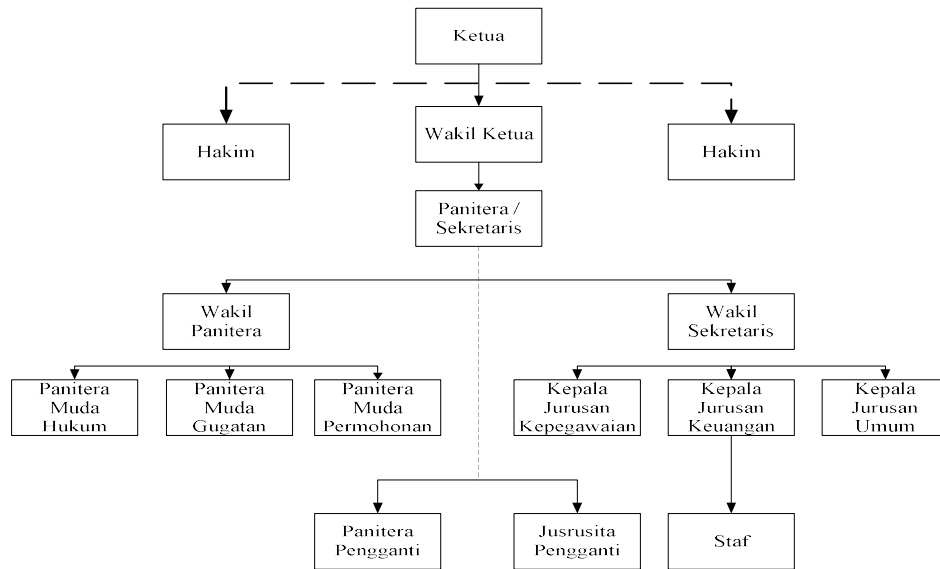 Ketua
Hakim
Wakil Ketua
Hakim
Panitera /
Sekretaris
Wakil
Panitera
Wakil
Sekretaris
Panitera
Muda
Hukum
Panitera
Muda
Gugatan
Panitera
Muda
Permohonan
Kepala
Jurusan
Kepegawaian
Kepala
Jurusan
Keuangan
Kepala
Jurusan
Umum
Panitera
Pengganti
Jusrusita
Pengganti
Staf